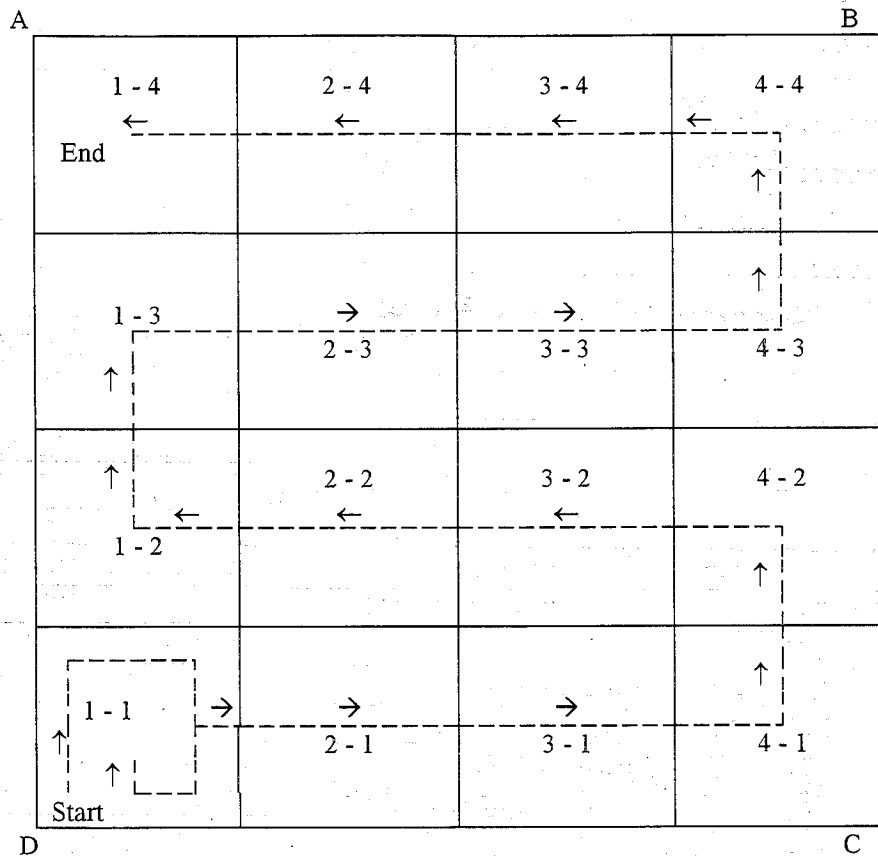 A B
1 - 4 2 - 4 3 - 4 4 - 4
← ← ← ←
End
↑
↑
1 - 3 → →
2 - 3 3 - 3 4 - 3
↑
↑ 2 - 2 3 - 2 4 - 2
← ← ←
1 - 2
↑
↑
1 - 1 → → →
↑ 2 - 1 3 - 1 4 - 1
↑
Start
D C